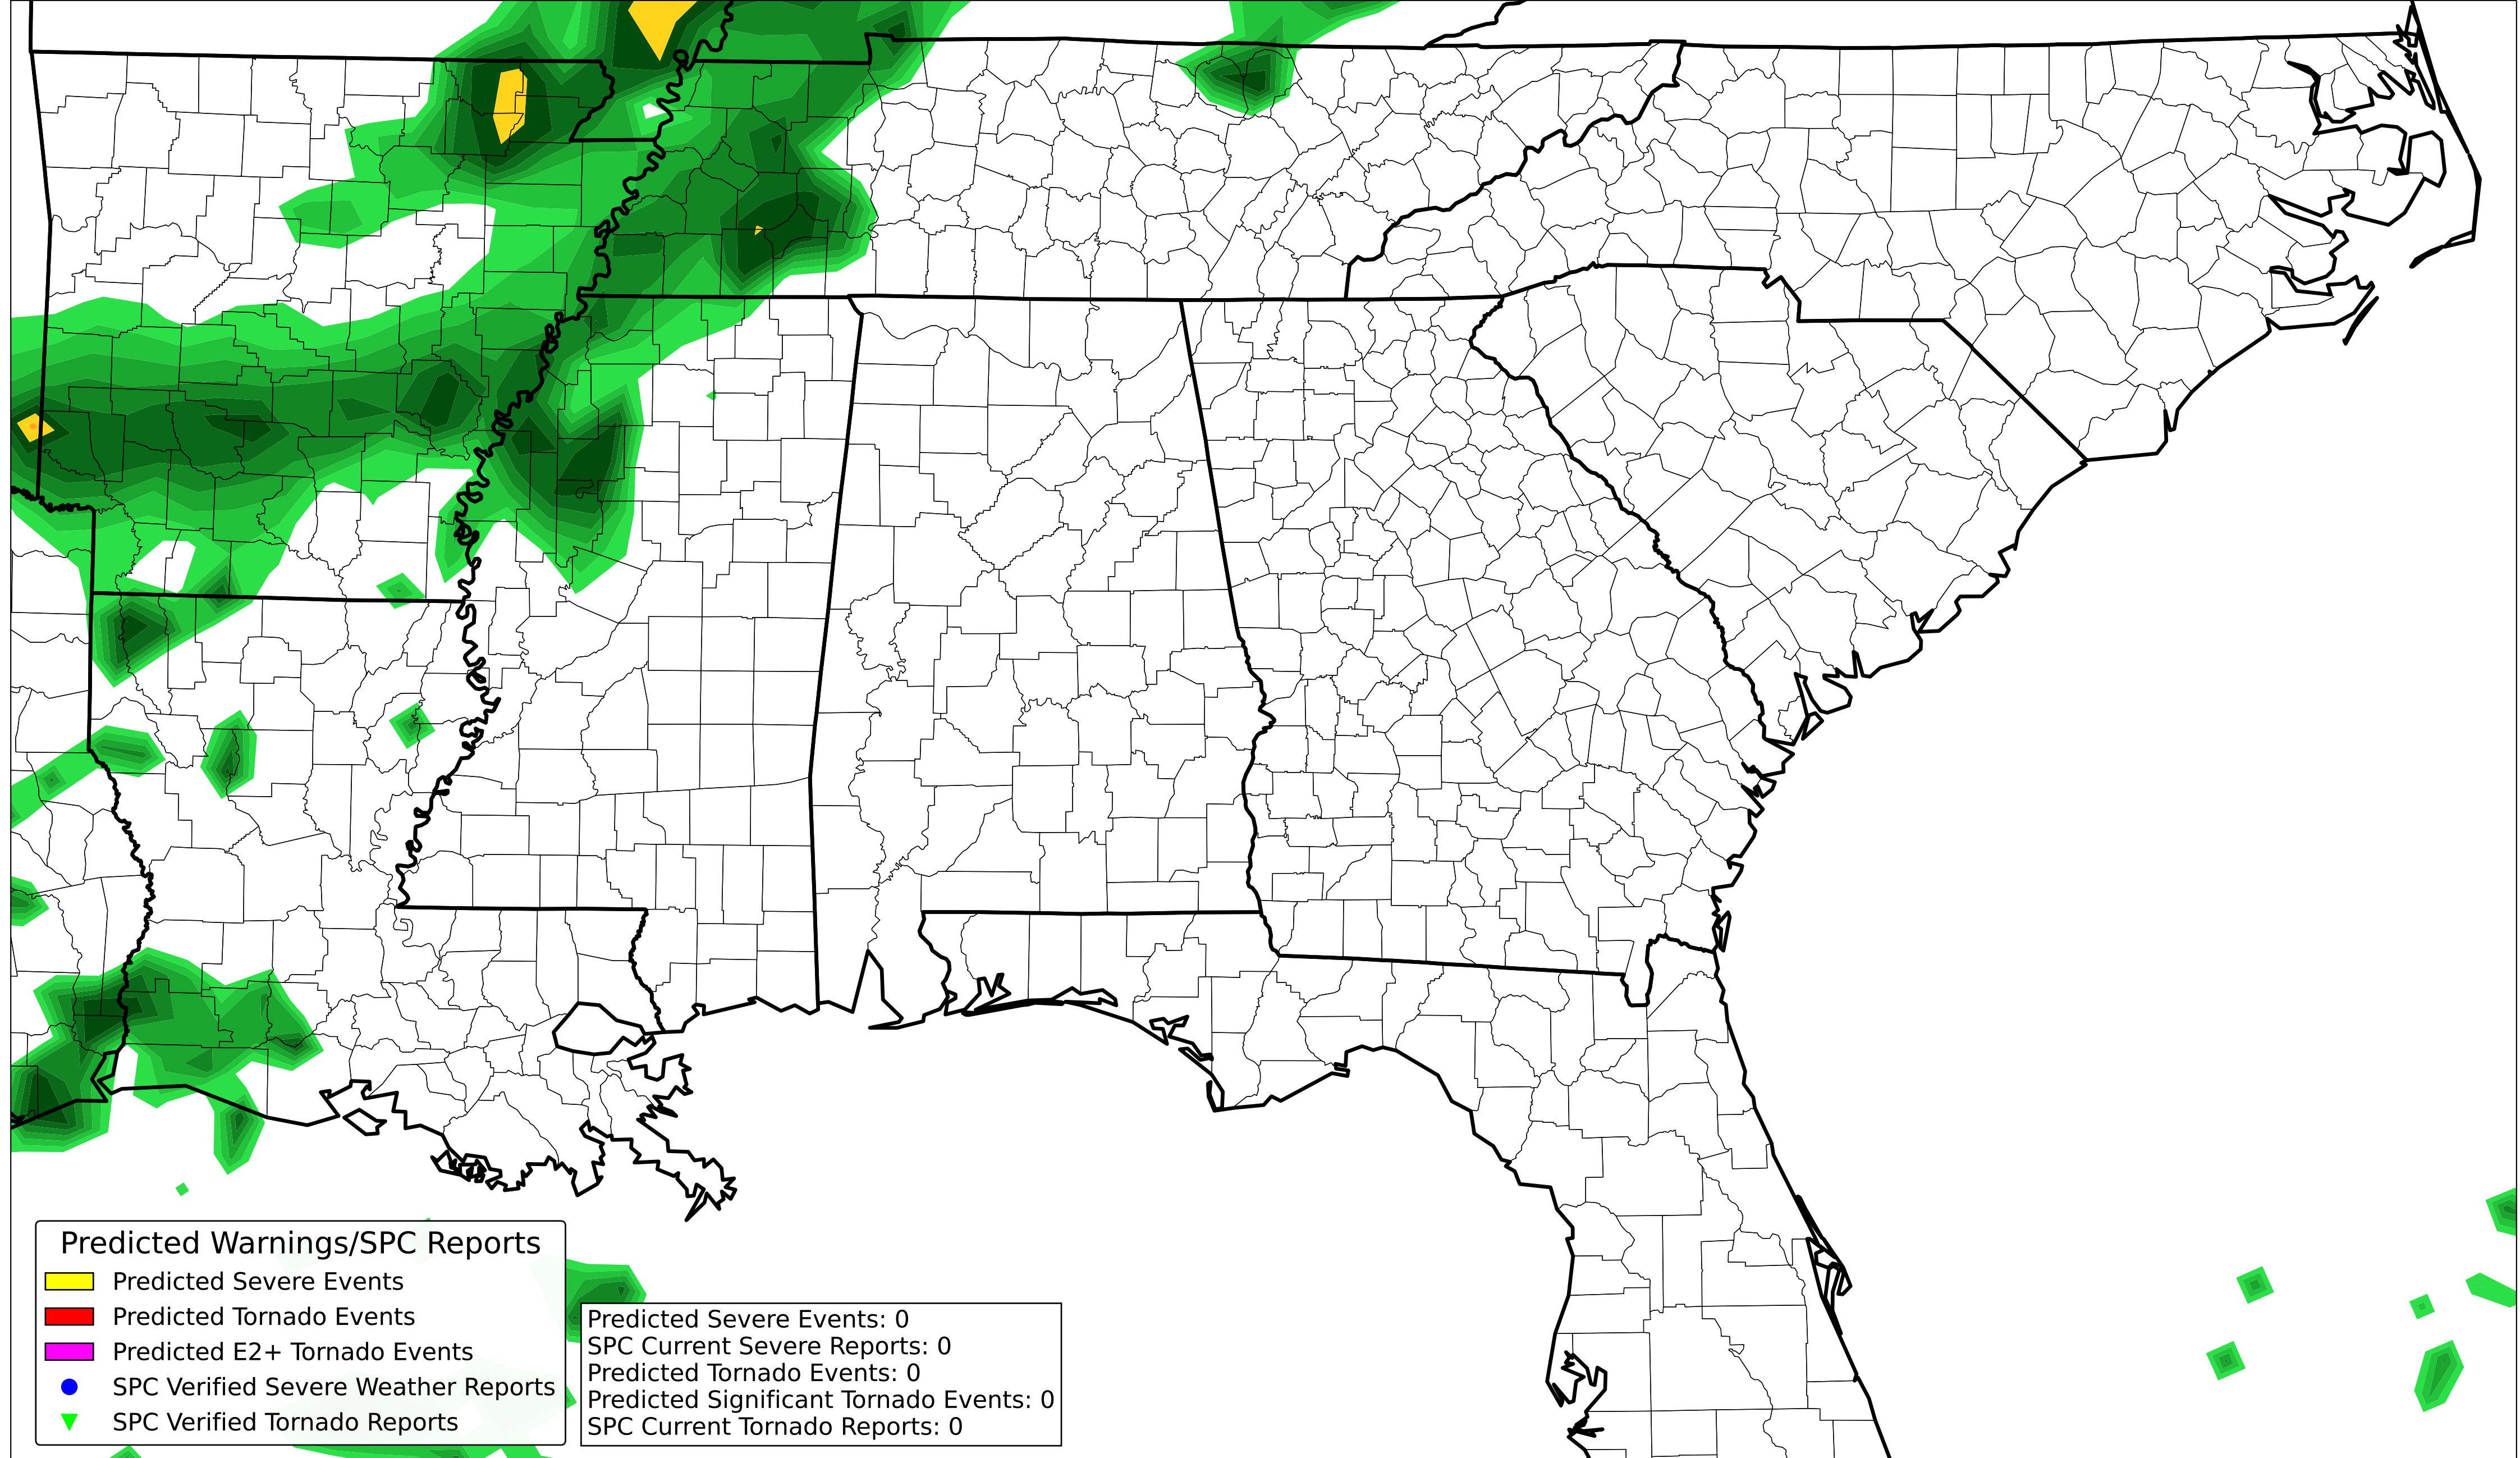 Predicted Warnings/SPC Reports
Predicted Severe Events
Predicted Tornado Events
Predicted E2+ Tornado Events
SPC Verified Severe Weather Reports
SPC Verified Tornado Reports
Predicted Severe Events: 0
SPC Current Severe Reports: 0
Predicted Tornado Events: 0
Predicted Significant Tornado Events: 0
SPC Current Tornado Reports: 0